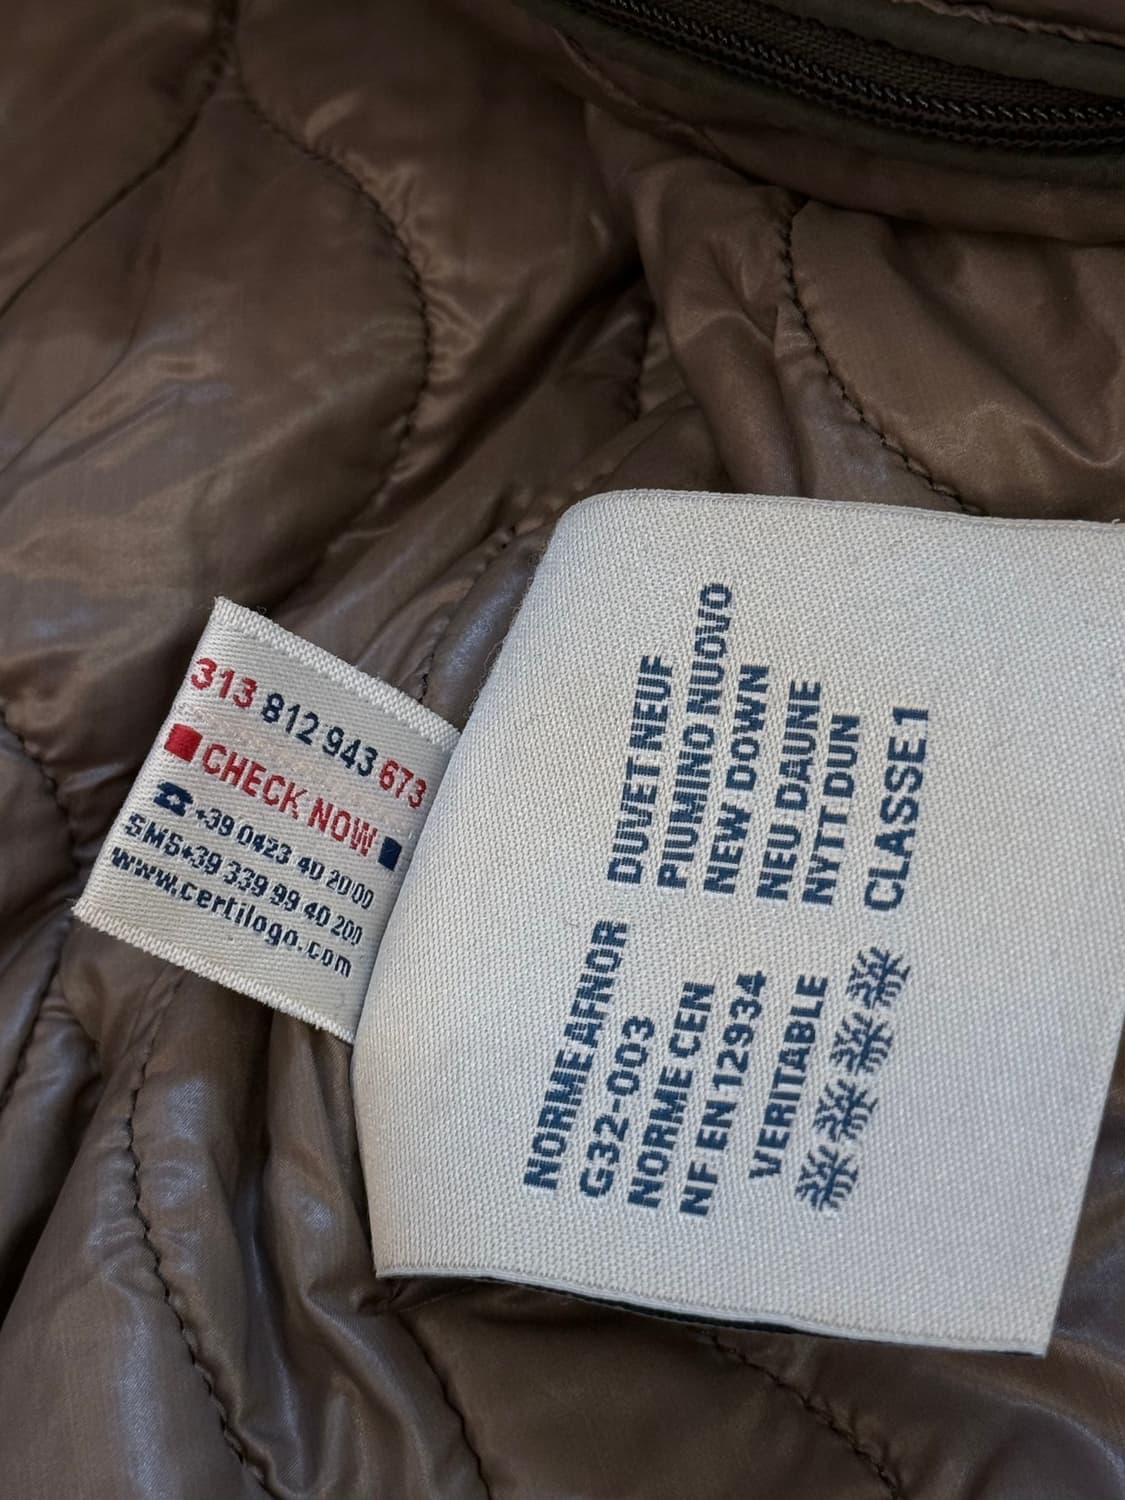 313 812 943 673
CHECK NOW
+39 0423 40 20 00
SMS+39 339 99 40 200
www.certilogo.com
NORME AFNOR
G32-003
NORME CEN
NF EN 12934
VERITABLE
DUVET NEUF
PIUMINO NUOVO
NEW DOWN
NEU DAUNE
NYTT DUN
CLASSE 1